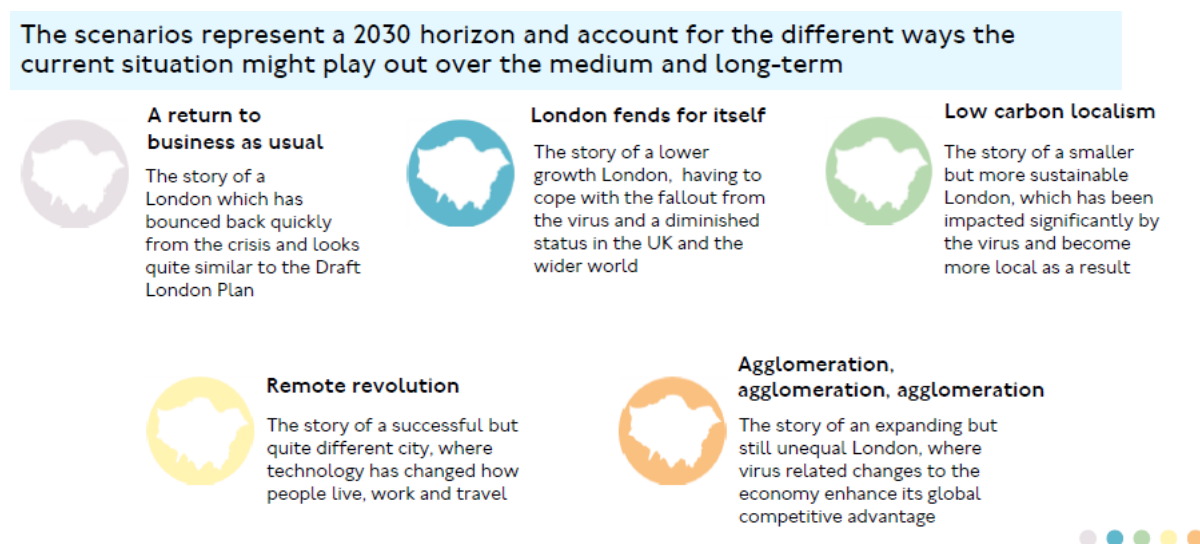 The scenarios represent a 2030 horizon and account for the different ways the
current situation might play out over the medium and long-term
A return to
business as usual
The story of a
London which has
bounced back quickly
from the crisis and looks
quite similar to the Draft
London Plan
London fends for itself
The story of a lower
growth London, having to
cope with the fallout from
the virus and a diminished
status in the UK and the
wider world
Low carbon localism
The story of a smaller
but more sustainable
London, which has been
impacted significantly by
the virus and become
more local as a result
Remote revolution
The story of a successful but
quite different city, where
technology has changed how
people live, work and travel
Agglomeration,
agglomeration, agglomeration
The story of an expanding but
still unequal London, where
virus related changes to the
economy enhance its global
competitive advantage